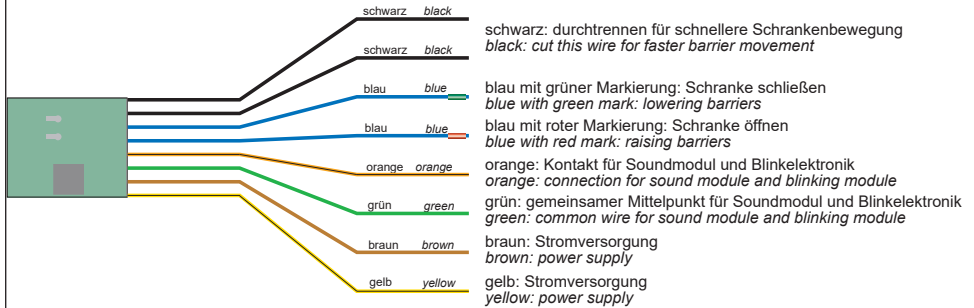 schwarz black
schwarz: durchtrennen für schnellere Schrankenbewegung
black: cut this wire for faster barrier movement
schwarz black
blau blue
blau mit grüner Markierung: Schranke schließen
blue with green mark: lowering barriers
blau blue
blau mit roter Markierung: Schranke öffnen
blue with red mark: raising barriers
orange orange
orange: Kontakt für Soundmodul und Blinkelektronik
orange: connection for sound module and blinking module
grün green
grün: gemeinsamer Mittelpunkt für Soundmodul und Blinkelektronik
green: common wire for sound module and blinking module
braun brown
braun: Stromversorgung
brown: power supply
gelb yellow
gelb: Stromversorgung
yellow: power supply